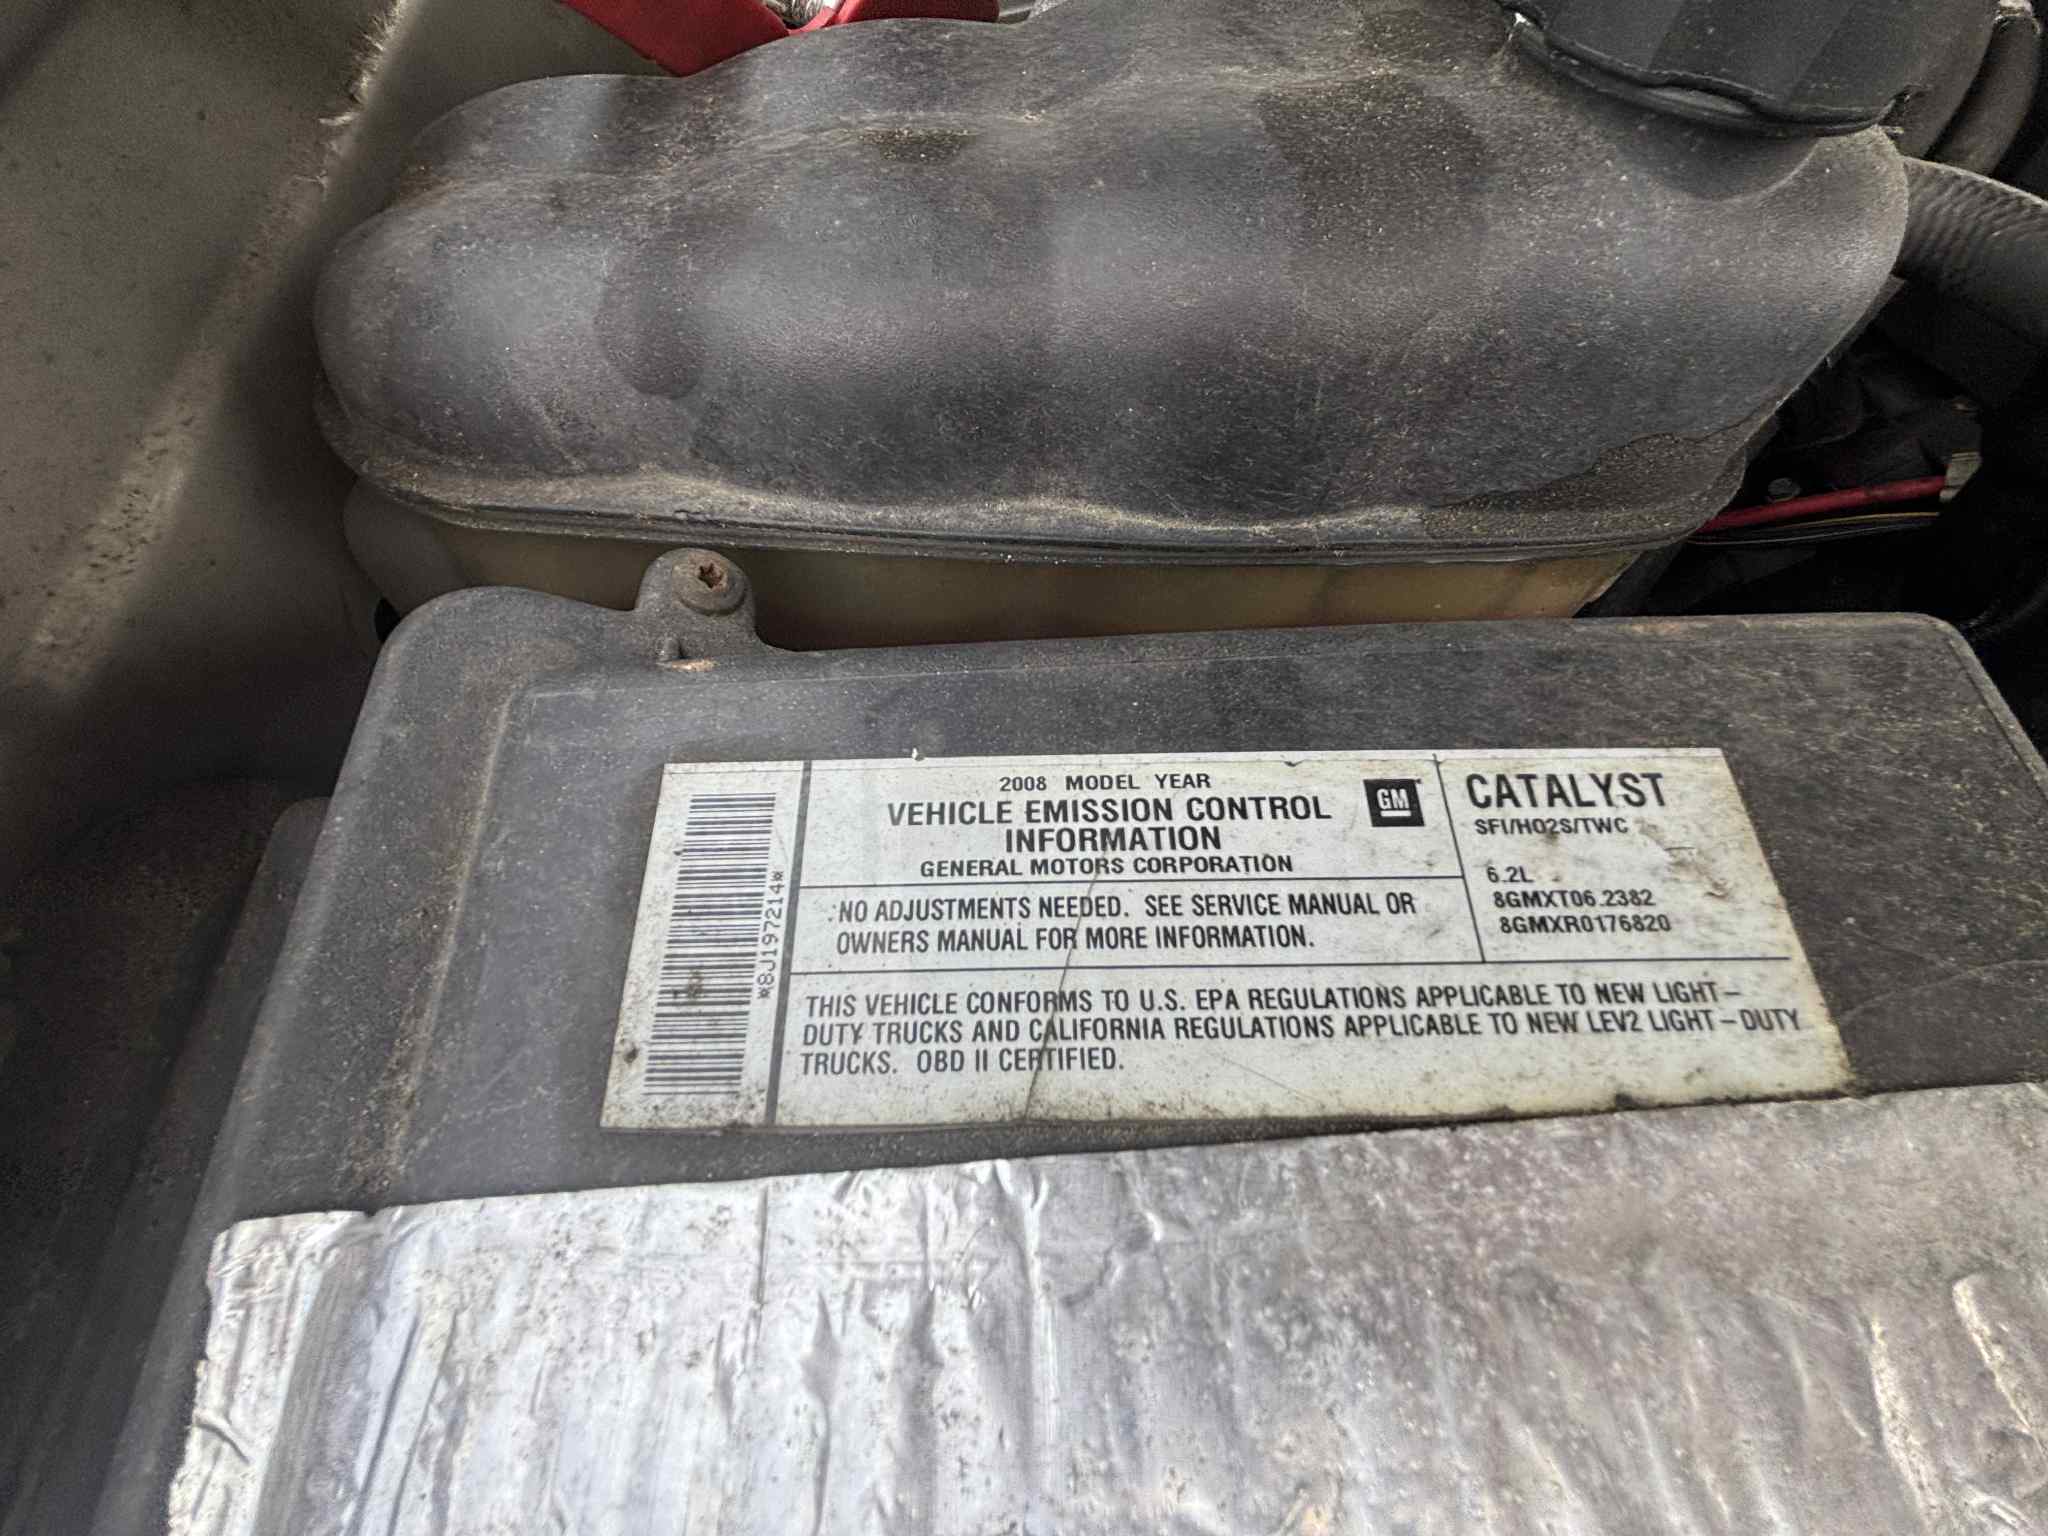 *8J197214*
2008 MODEL YEAR
VEHICLE EMISSION CONTROL
INFORMATION
GENERAL MOTORS CORPORATION
GM
CATALYST
SFI/HO2S/TWC
6.2L
8GMXT06.2382
8GMXR0176820
NO ADJUSTMENTS NEEDED. SEE SERVICE MANUAL OR
OWNERS MANUAL FOR MORE INFORMATION.
THIS VEHICLE CONFORMS TO U.S. EPA REGULATIONS APPLICABLE TO NEW LIGHT-
DUTY TRUCKS AND CALIFORNIA REGULATIONS APPLICABLE TO NEW LEV2 LIGHT-DUTY
TRUCKS. OBD II CERTIFIED.